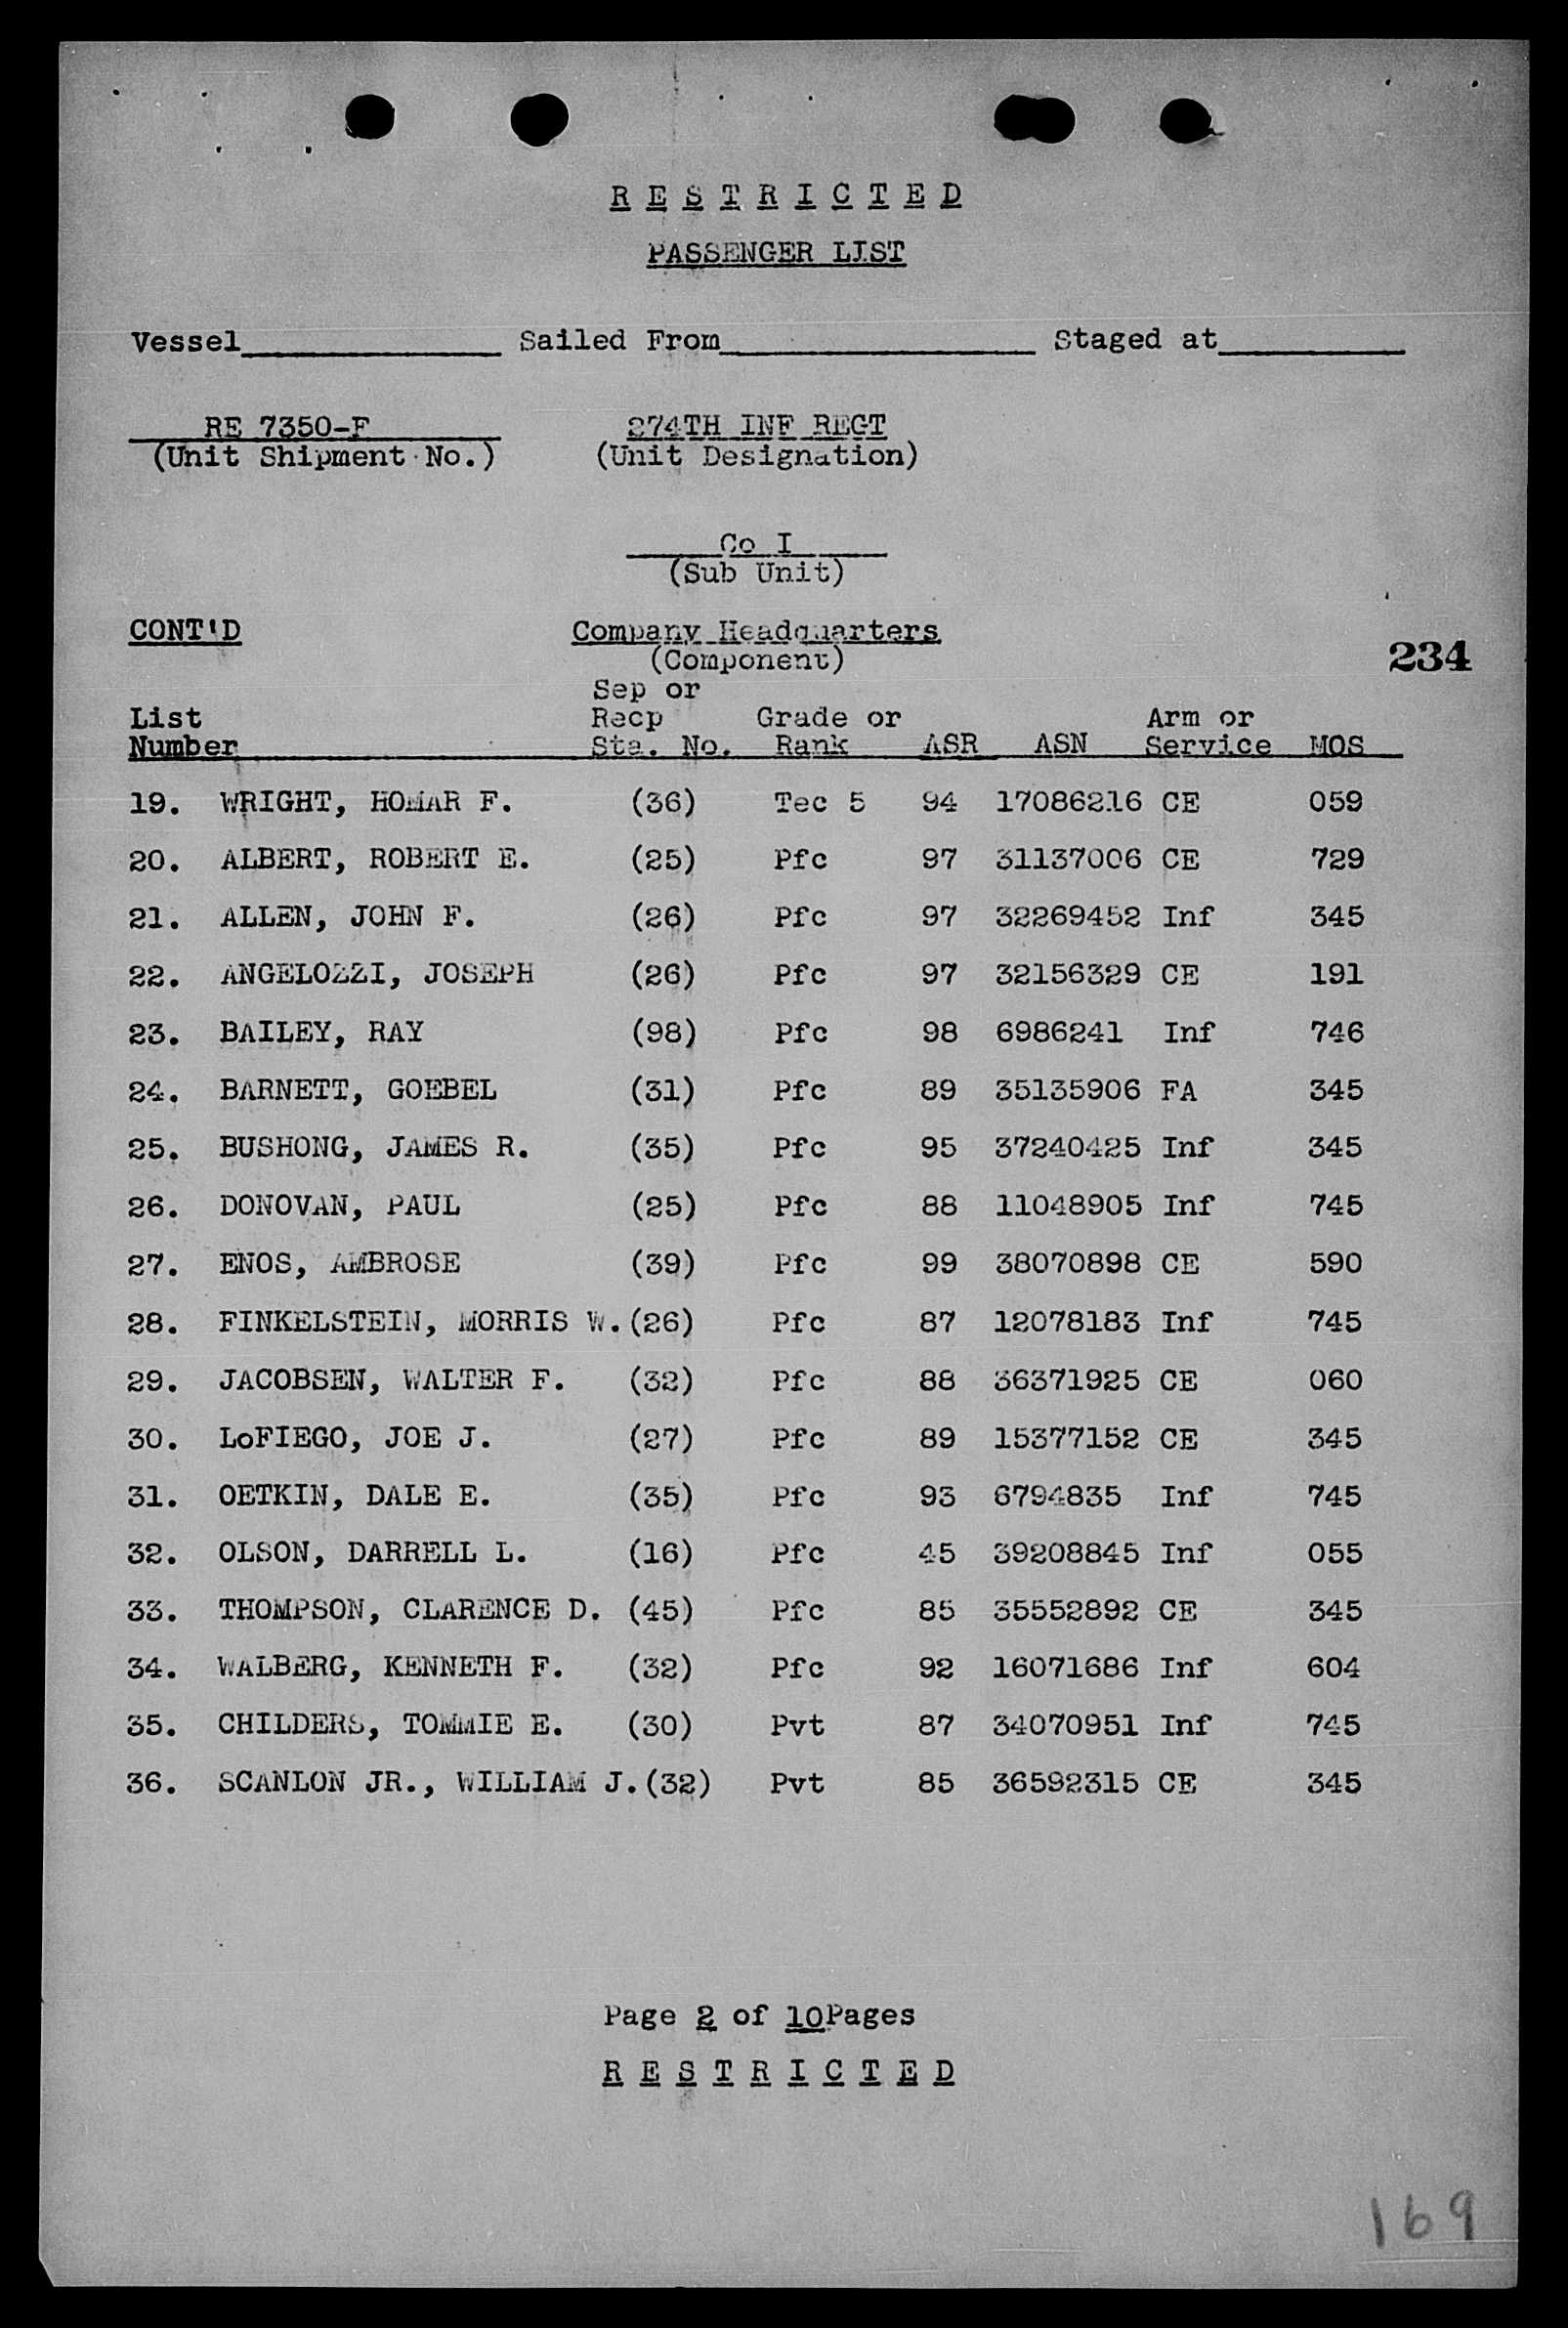 R E S T R I C T E D
PASSENGER LIST
Vessel______________ Sailed From_________________ Staged at__________
RE 7350-F 274TH INF REGT
(Unit Shipment No.) (Unit Designation)
Co I
(Sub Unit)
CONT'D Company Headquarters
(Component)
234
Sep or
List Recp Grade or Arm or
Number Sta. No. Rank ASR ASN Service MOS
19. WRIGHT, HOMAR F. (36) Tec 5 94 17086216 CE 059
20. ALBERT, ROBERT E. (25) Pfc 97 31137006 CE 729
21. ALLEN, JOHN F. (26) Pfc 97 32269452 Inf 345
22. ANGELOZZI, JOSEPH (26) Pfc 97 32156329 CE 191
23. BAILEY, RAY (98) Pfc 98 6986241 Inf 746
24. BARNETT, GOEBEL (31) Pfc 89 35135906 FA 345
25. BUSHONG, JAMES R. (35) Pfc 95 37240425 Inf 345
26. DONOVAN, PAUL (25) Pfc 88 11048905 Inf 745
27. ENOS, AMBROSE (39) Pfc 99 38070898 CE 590
28. FINKELSTEIN, MORRIS W. (26) Pfc 87 12078183 Inf 745
29. JACOBSEN, WALTER F. (32) Pfc 88 36371925 CE 060
30. LoFIEGO, JOE J. (27) Pfc 89 15377152 CE 345
31. OETKIN, DALE E. (35) Pfc 93 6794835 Inf 745
32. OLSON, DARRELL L. (16) Pfc 45 39208845 Inf 055
33. THOMPSON, CLARENCE D. (45) Pfc 85 35552892 CE 345
34. WALBERG, KENNETH F. (32) Pfc 92 16071686 Inf 604
35. CHILDERS, TOMMIE E. (30) Pvt 87 34070951 Inf 745
36. SCANLON JR., WILLIAM J. (32) Pvt 85 36592315 CE 345
Page 2 of 10Pages
R E S T R I C T E D
169